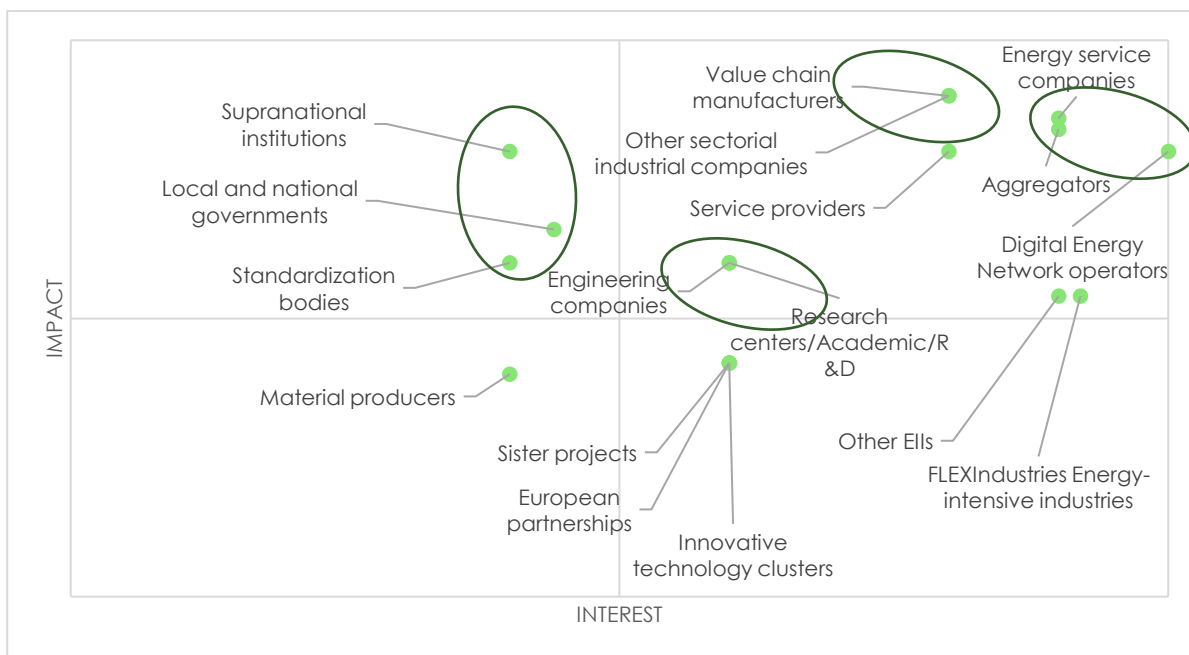 Energy service
companies
Value chain
manufacturers
Supranational
institutions
Other sectorial
industrial companies
Local and national
governments
Aggregators
Service providers
Digital Energy
Network operators
Standardization
bodies
Engineering
companies
Research
centers/Academic/R
&D
IMPACT
Material producers
Sister projects
Other EIIs
FLEXIndustries Energy-
intensive industries
European
partnerships
Innovative
technology clusters
INTEREST